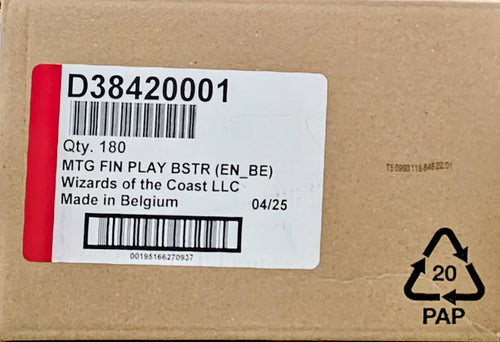 D38420001
Qty. 180
MTG FIN PLAY BSTR (EN_BE)
Wizards of the Coast LLC
Made in Belgium 04/25
00195166270937
20
PAP